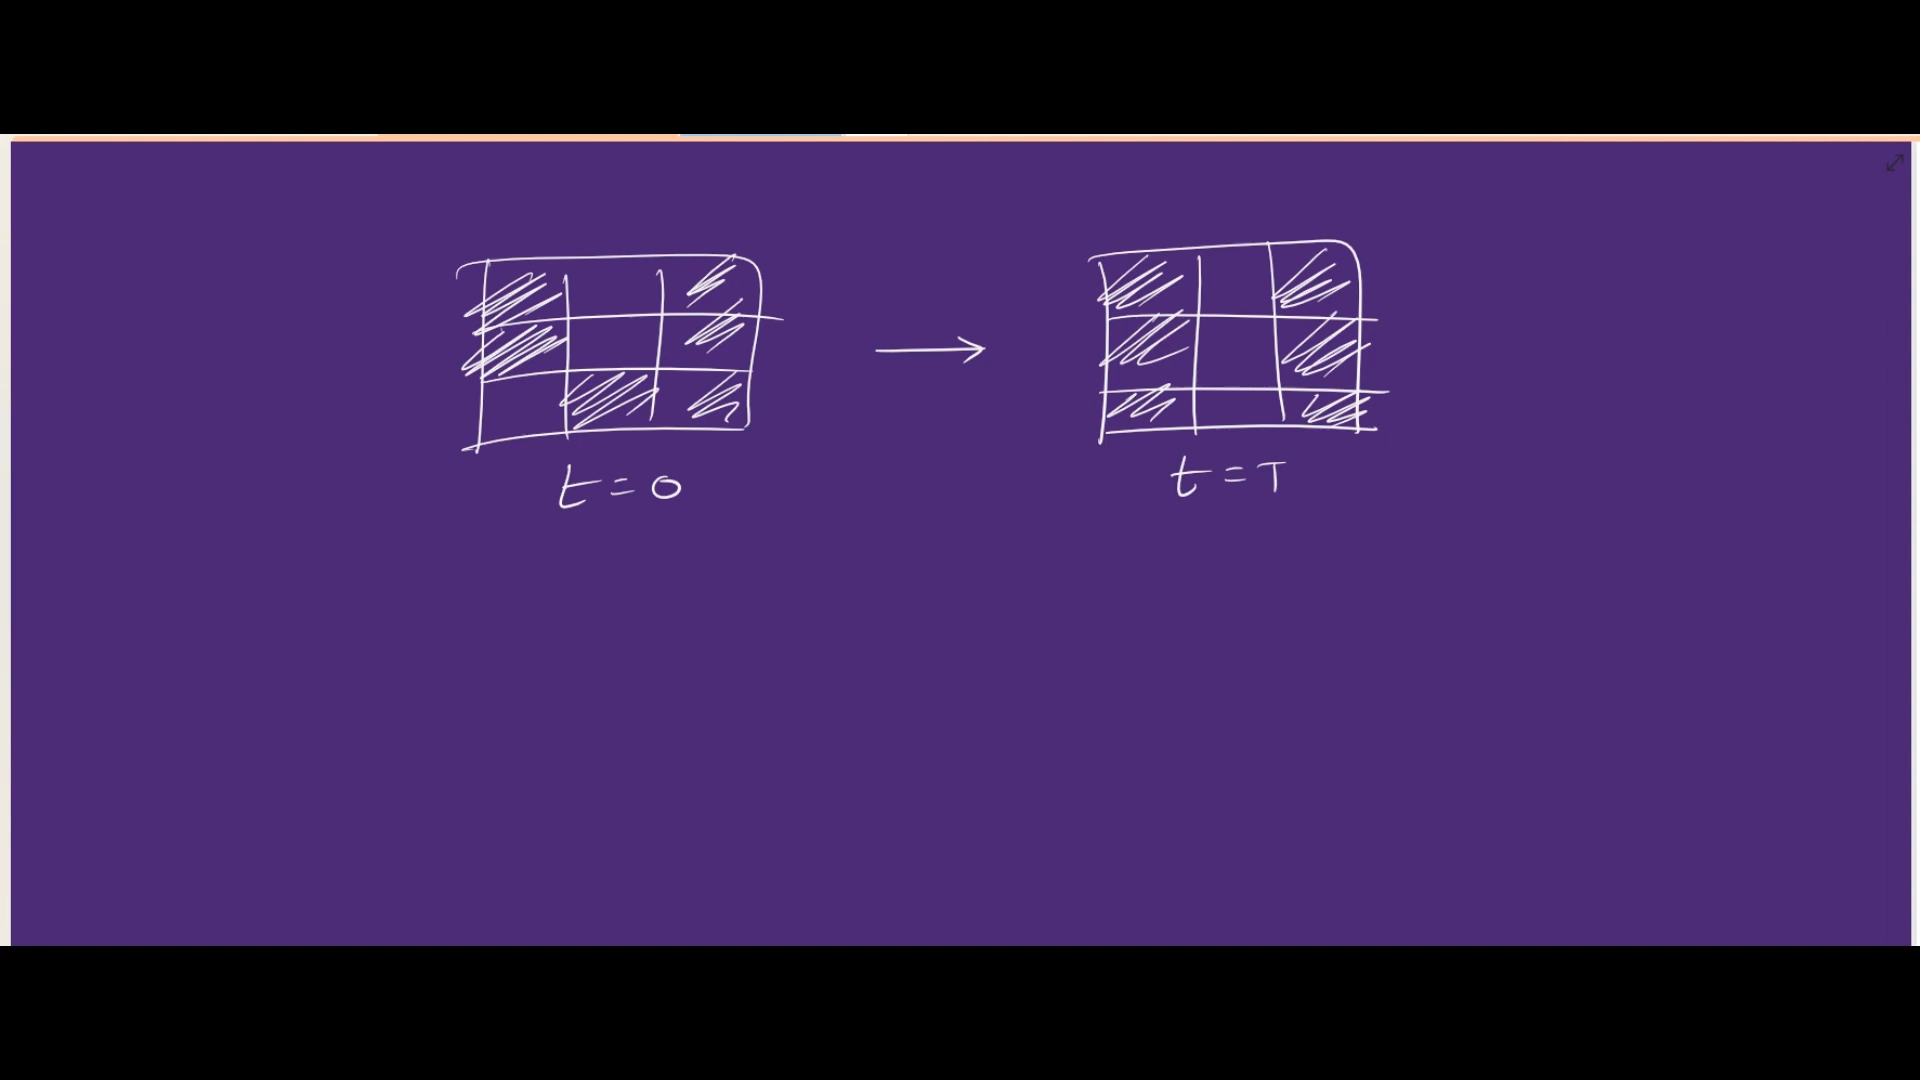 t = 0
t = T